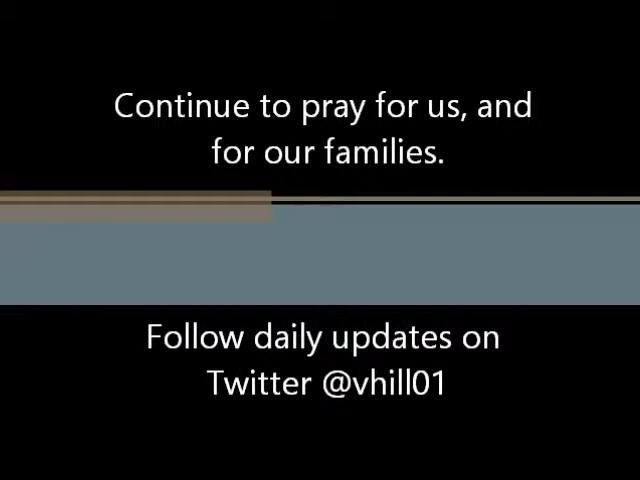 Continue to pray for us, and
for our families.
Follow daily updates on
Twitter @vhill01